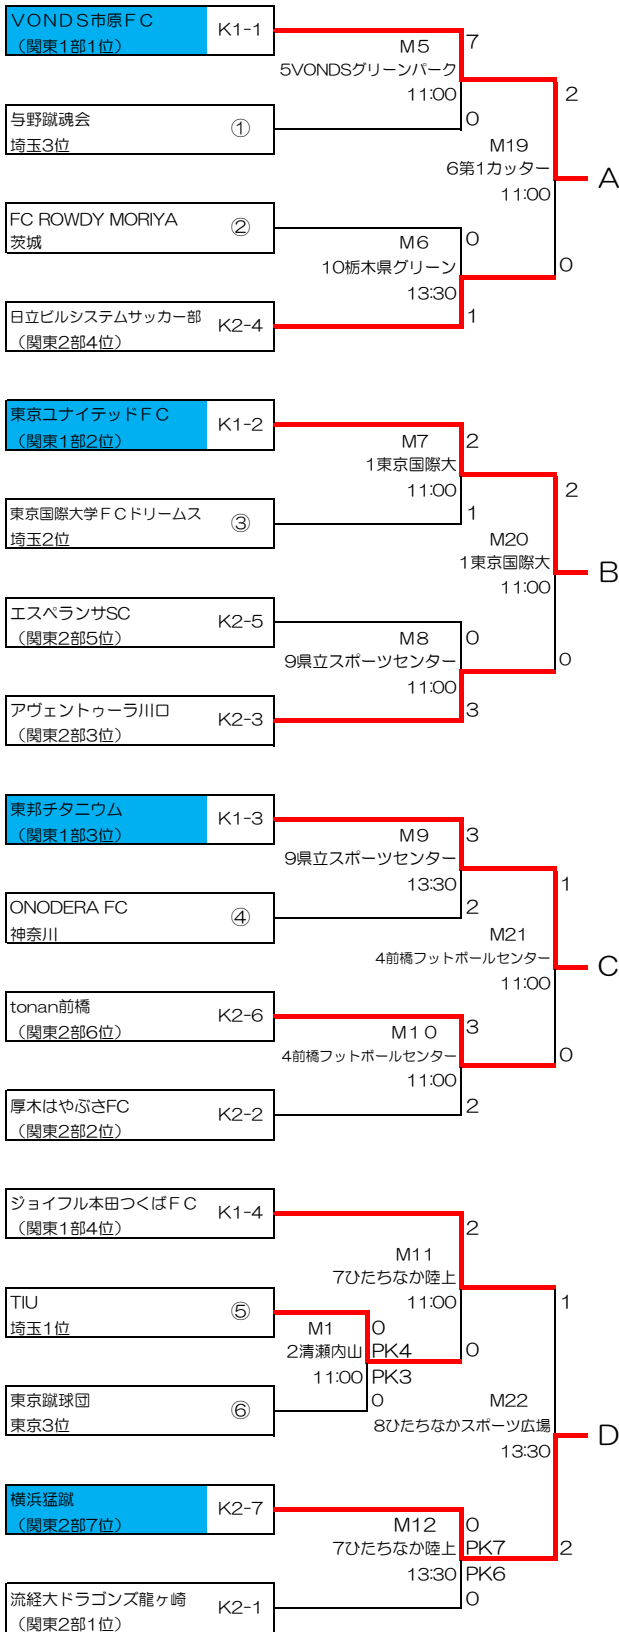 VONDS市原FC
(関東1部1位)
K1-1
M5
7
5VONDSグリーンパーク
11:00
0
2
与野蹴魂会
埼玉3位
①
M19
6第1カッター
11:00
A
FC ROWDY MORIYA
茨城
②
M6
0
10栃木県グリーン
13:30
1
0
日立ビルシステムサッカー部
(関東2部4位)
K2-4
東京ユナイテッドFC
(関東1部2位)
K1-2
M7
2
1東京国際大
11:00
1
2
東京国際大学FCドリームス
埼玉2位
③
M20
1東京国際大
11:00
B
エスペランサSC
(関東2部5位)
K2-5
M8
0
9県立スポーツセンター
11:00
3
0
アヴェントゥーラ川口
(関東2部3位)
K2-3
東邦チタニウム
(関東1部3位)
K1-3
M9
3
9県立スポーツセンター
13:30
2
1
ONODERA FC
神奈川
④
M21
4前橋フットボールセンター
11:00
C
tonan前橋
(関東2部6位)
K2-6
M10
3
4前橋フットボールセンター
11:00
2
0
厚木はやぶさFC
(関東2部2位)
K2-2
ジョイフル本田つくばFC
(関東1部4位)
K1-4
2
M11
7ひたちなか陸上
11:00
0
1
TIU
埼玉1位
⑤
M1
0
2清瀬内山
PK4
11:00
PK3
0
東京蹴球団
東京3位
⑥
M22
8ひたちなかスポーツ広場
13:30
D
横浜猛蹴
(関東2部7位)
K2-7
M12
0
7ひたちなか陸上
PK7
13:30
PK6
0
2
流経大ドラゴンズ龍ヶ崎
(関東2部1位)
K2-1